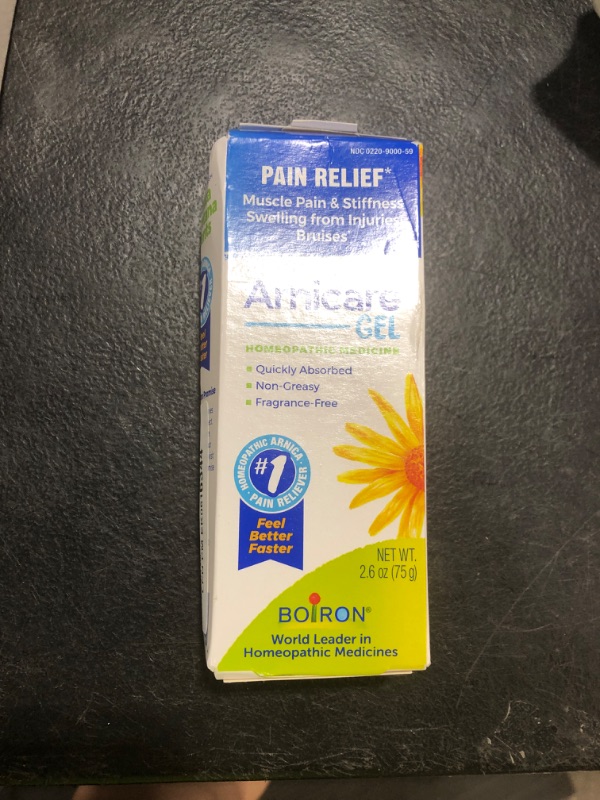 NDC 0220-9000-59
PAIN RELIEF*
Muscle Pain & Stiffness
Swelling from Injuries
Bruises
Arnicare
GEL
HOMEOPATHIC MEDICINE
Quickly Absorbed
Non-Greasy
Fragrance-Free
HOMEOPATHIC ARNICA
#1
PAIN RELIEVER
Feel
Better
Faster
NET WT.
2.6 oz (75 g)
BOIRON®
World Leader in
Homeopathic Medicines